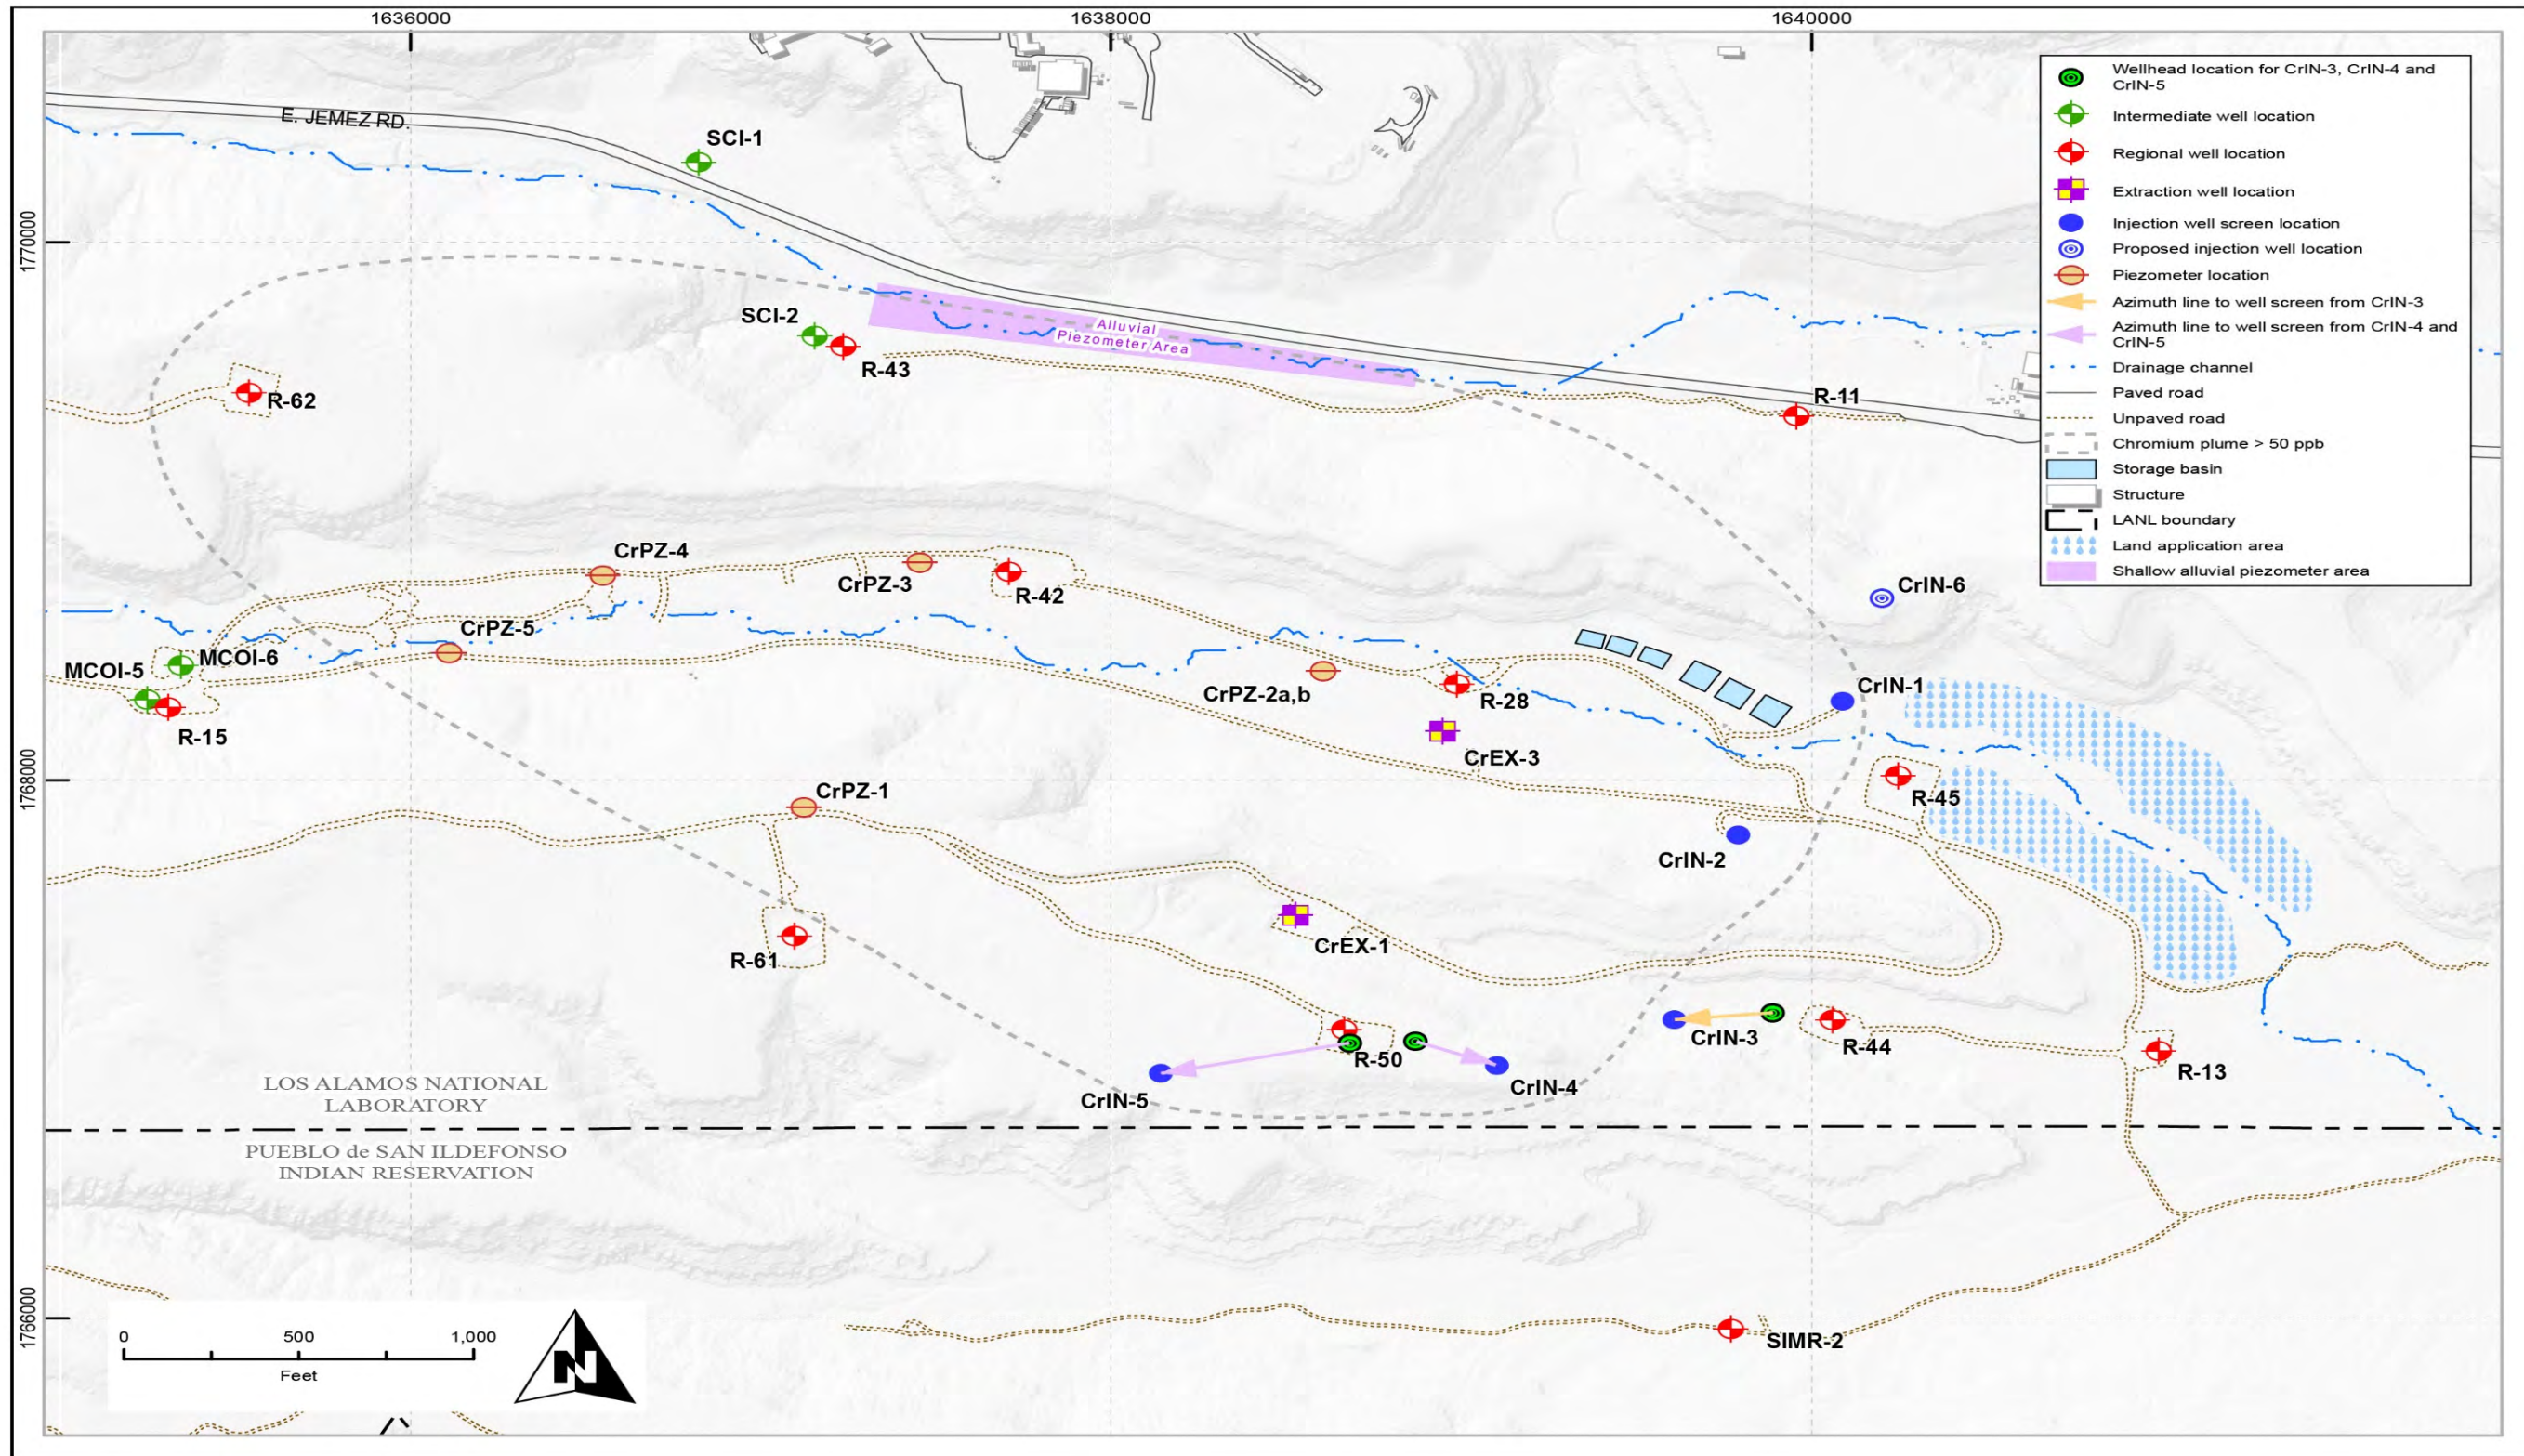 1636000
1638000
1640000
1770000
1768000
1766000
E. JEMEZ RD.
SCI-1
SCI-2
R-43
Alluvial
Piezometer Area
R-62
R-11
CrPZ-4
CrPZ-3
R-42
CrPZ-5
MCOI-6
MCOI-5
R-15
CrPZ-2a,b
R-28
CrEX-3
CrIN-6
CrIN-1
R-45
CrPZ-1
CrIN-2
R-61
CrEX-1
R-50
CrIN-3
R-44
CrIN-4
CrIN-5
R-13
LOS ALAMOS NATIONAL
LABORATORY
PUEBLO de SAN ILDEFONSO
INDIAN RESERVATION
SIMR-2
0 500 1,000
Feet
N
Wellhead location for CrIN-3, CrIN-4 and
CrIN-5
Intermediate well location
Regional well location
Extraction well location
Injection well screen location
Proposed injection well location
Piezometer location
Azimuth line to well screen from CrIN-3
Azimuth line to well screen from CrIN-4 and
CrIN-5
Drainage channel
Paved road
Unpaved road
Chromium plume > 50 ppb
Storage basin
Structure
LANL boundary
Land application area
Shallow alluvial piezometer area